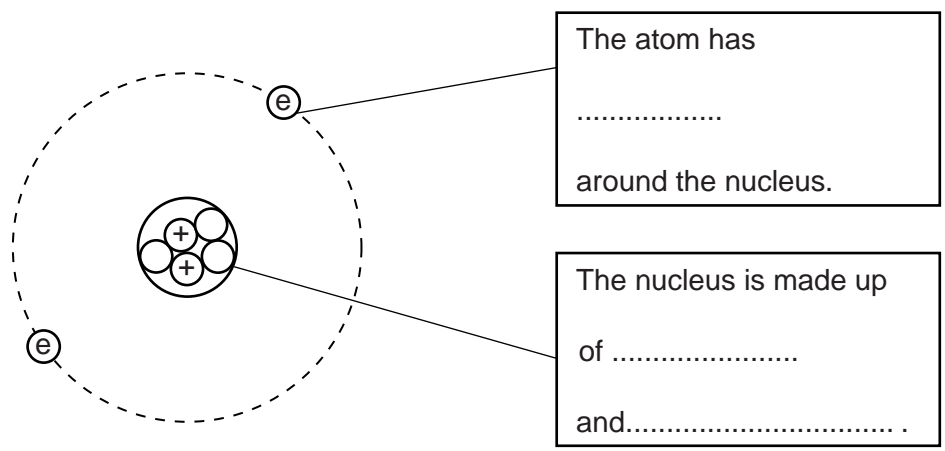 The atom has
.................
around the nucleus.
e
+
+
The nucleus is made up
of .......................
and................................. .
e